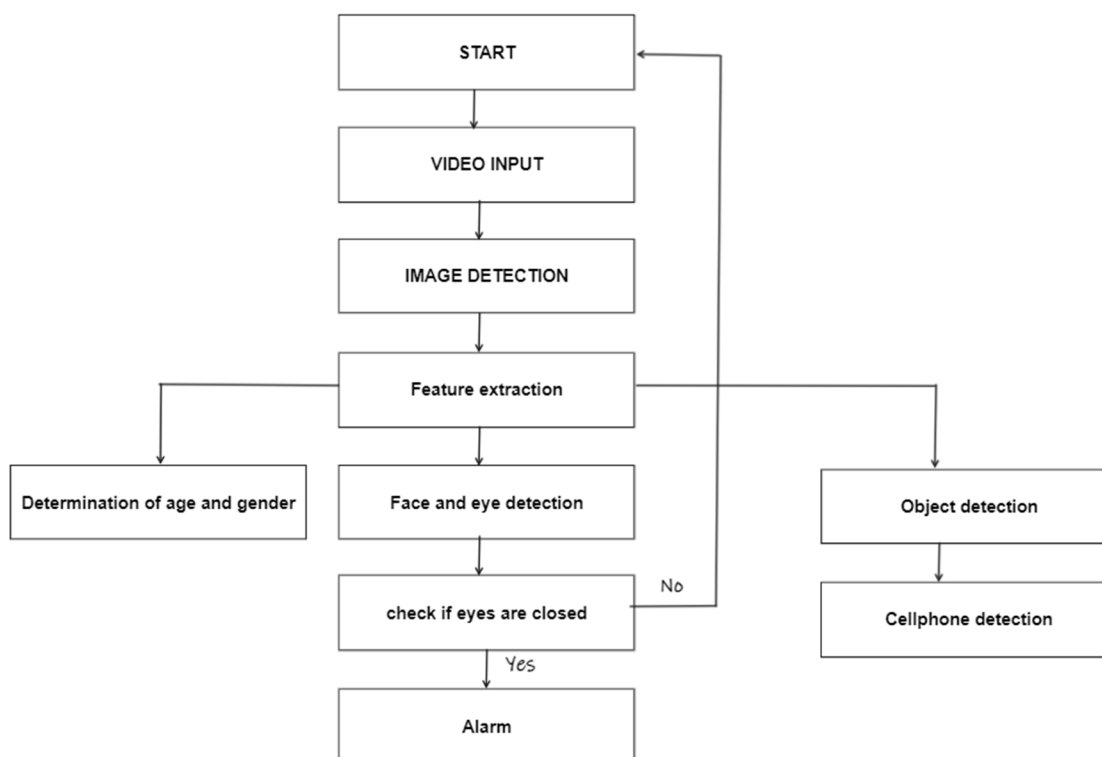 START
VIDEO INPUT
IMAGE DETECTION
Feature extraction
Determination of age and gender
Face and eye detection
Object detection
check if eyes are closed
No
Cellphone detection
Yes
Alarm